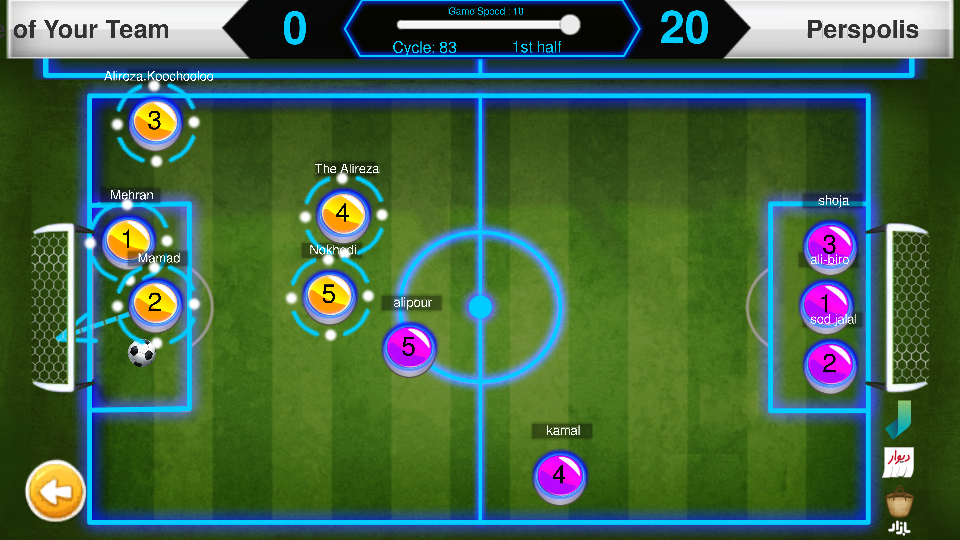 of Your Team
0
Game Speed : 10
Cycle: 83
1st half
20
Perspolis
Alireza.Koochooloo
3
The Alireza
4
Mehran
1
Mamad
2
Nokhodi
5
alipour
5
kamal
4
shoja
3
ali-biro
1
sed jalal
2
دیوار
بازار